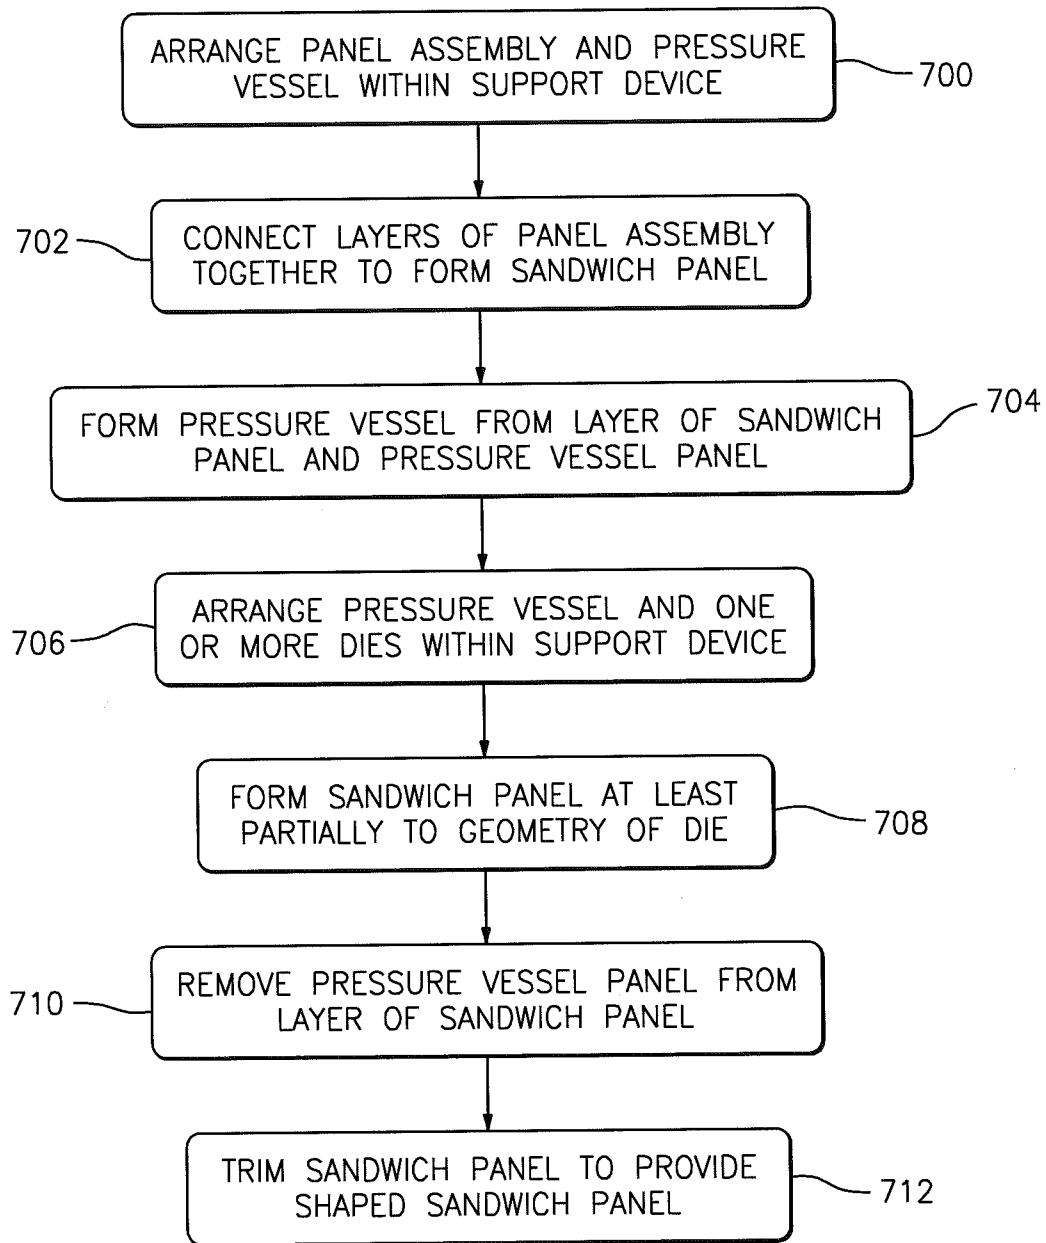 ARRANGE PANEL ASSEMBLY AND PRESSURE
VESSEL WITHIN SUPPORT DEVICE
700
702
CONNECT LAYERS OF PANEL ASSEMBLY
TOGETHER TO FORM SANDWICH PANEL
704
FORM PRESSURE VESSEL FROM LAYER OF SANDWICH
PANEL AND PRESSURE VESSEL PANEL
706
ARRANGE PRESSURE VESSEL AND ONE
OR MORE DIES WITHIN SUPPORT DEVICE
FORM SANDWICH PANEL AT LEAST
PARTIALLY TO GEOMETRY OF DIE
708
710
REMOVE PRESSURE VESSEL PANEL FROM
LAYER OF SANDWICH PANEL
TRIM SANDWICH PANEL TO PROVIDE
SHAPED SANDWICH PANEL
712